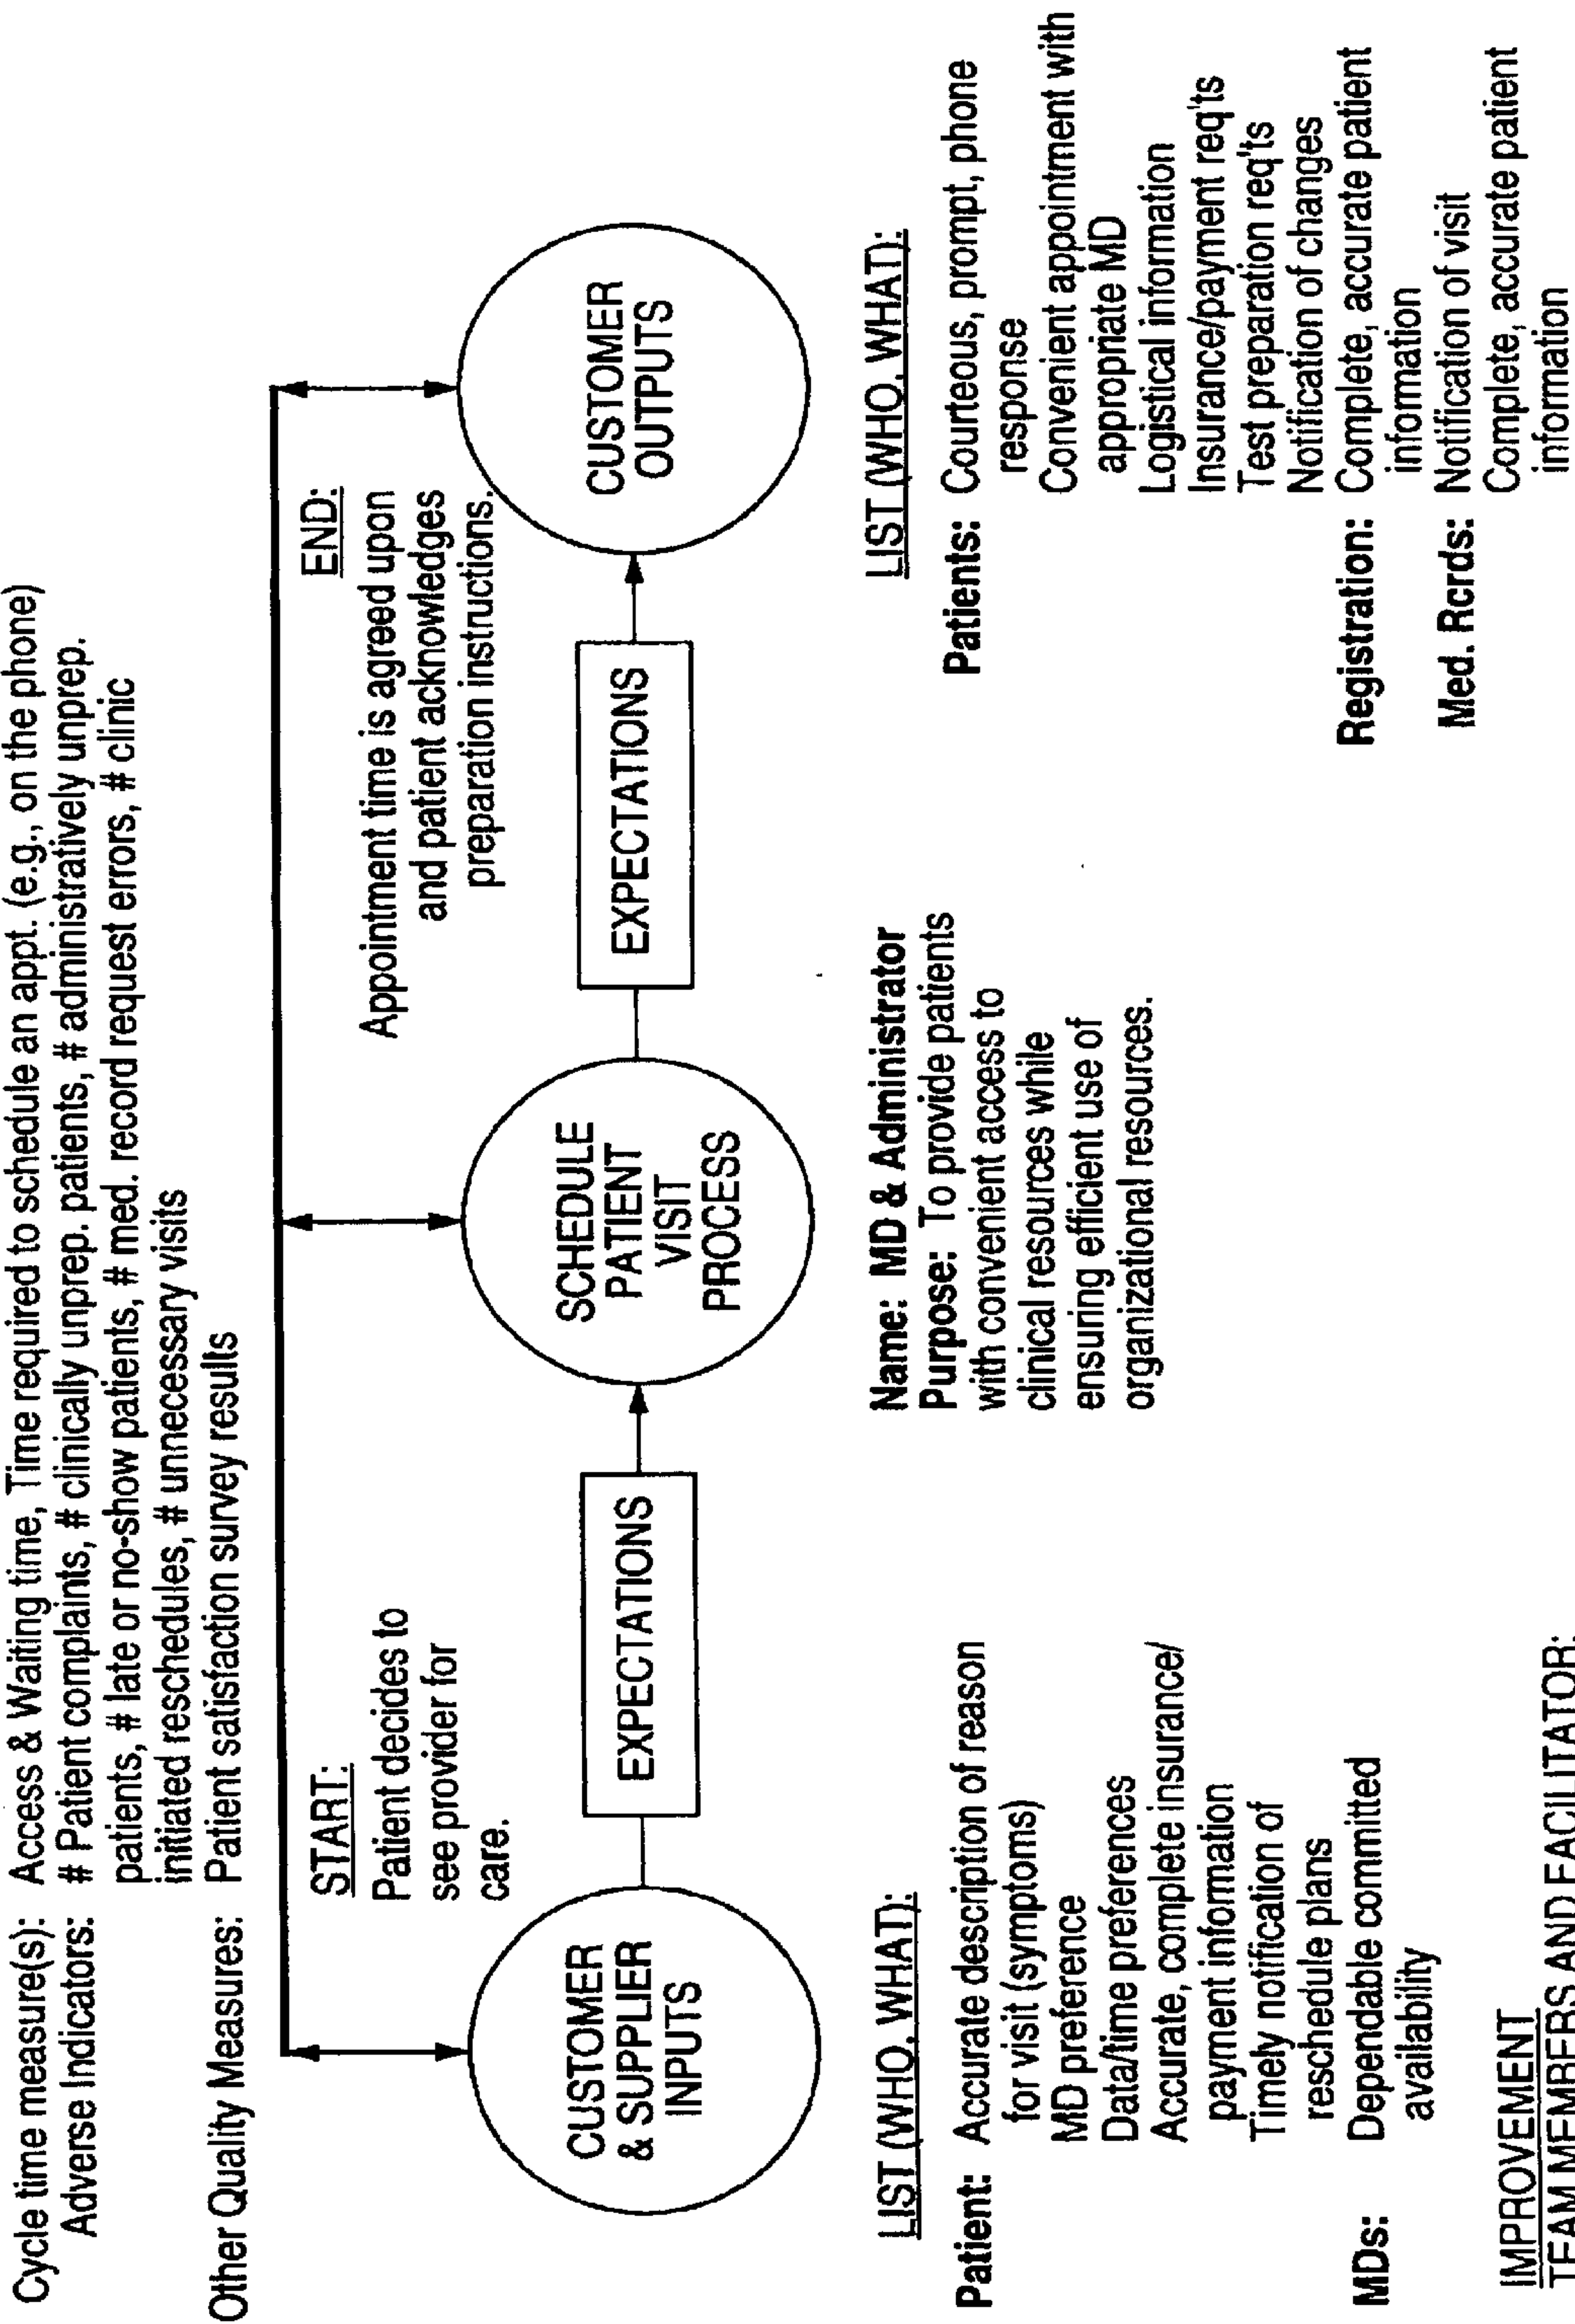 Cycle time measure(s): Access & Waiting time, Time required to schedule an appt. (e.g., on the phone)
Adverse Indicators: # Patient complaints, # clinically unprep. patients, # administratively unprep.
patients, # late or no-show patients, # med. record request errors, # clinic
initiated reschedules, # unnecessary visits
Other Quality Measures: Patient satisfaction survey results
START:
Patient decides to
see provider for
care.
END:
Appointment time is agreed upon
and patient acknowledges
preparation instructions.
CUSTOMER
& SUPPLIER
INPUTS
EXPECTATIONS
SCHEDULE
PATIENT
VISIT
PROCESS
EXPECTATIONS
CUSTOMER
OUTPUTS
LIST (WHO, WHAT):
Patient: Accurate description of reason
for visit (symptoms)
MD preference
Data/time preferences
Accurate, complete insurance/
payment information
Timely notification of
reschedule plans
MDs: Dependable committed
availability
Name: MD & Administrator
Purpose: To provide patients
with convenient access to
clinical resources while
ensuring efficient use of
organizational resources.
LIST (WHO, WHAT):
Patients: Courteous, prompt, phone
response
Convenient appointment with
appropriate MD
Logistical information
Insurance/payment req'ts
Test preparation req'ts
Notification of changes
Registration: Complete, accurate patient
information
Med. Rcrds: Notification of visit
Complete, accurate patient
information
IMPROVEMENT
TEAM MEMBERS AND FACILITATOR: